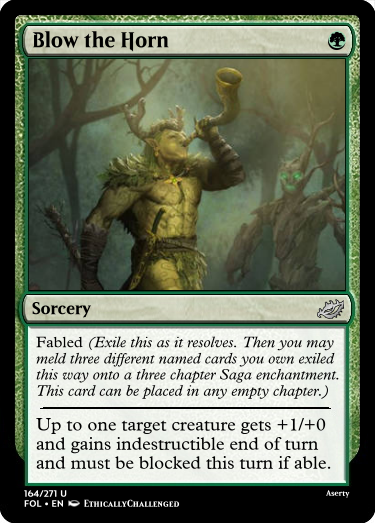 Blow the Horn
Sorcery
Fabled (Exile this as it resolves. Then you may
meld three different named cards you own exiled
this way onto a three chapter Saga enchantment.
This card can be placed in any empty chapter.)
Up to one target creature gets +1/+0
and gains indestructible end of turn
and must be blocked this turn if able.
164/271 U
Aserty
FOL • EN EthicallyChallenged